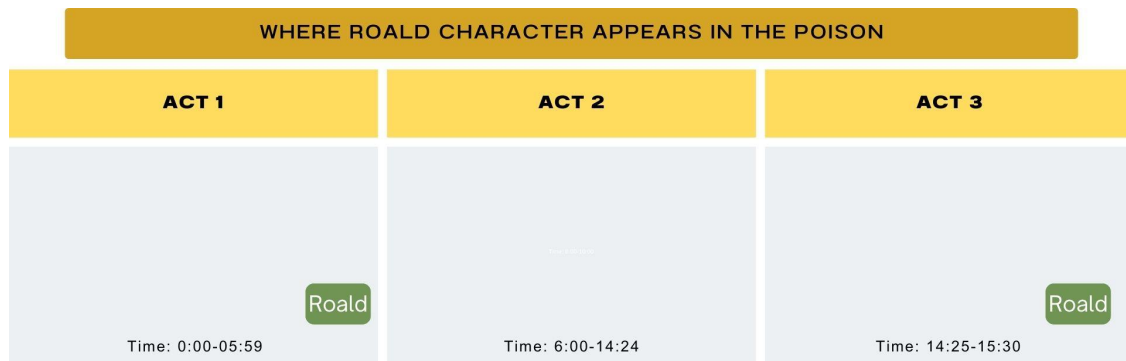 WHERE ROALD CHARACTER APPEARS IN THE POISON
ACT 1
ACT 2
ACT 3
Roald
Roald
Time: 0:00-05:59
Time: 6:00-14:24
Time: 14:25-15:30